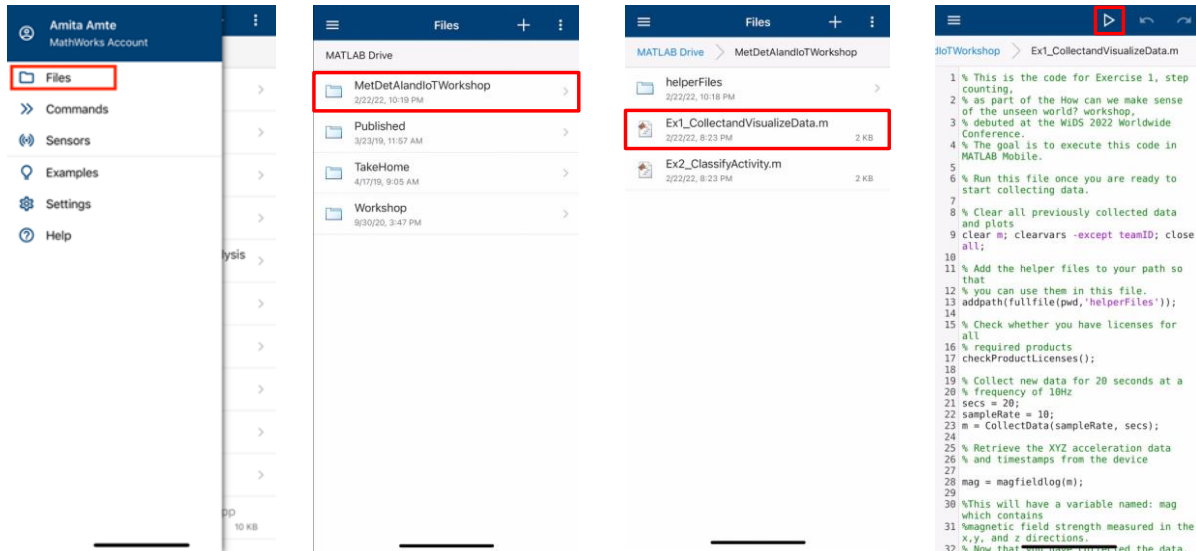 Amita Amte
MathWorks Account
Files
Commands
Sensors
Examples
Settings
Help
lysis
pp
10 KB
Files
MATLAB Drive
MetDetAIandIoTWorkshop
2/22/22, 10:19 PM
Published
3/23/19, 11:57 AM
TakeHome
4/17/19, 9:05 AM
Workshop
9/30/20, 3:47 PM
Files
MATLAB Drive > MetDetAIandIoTWorkshop
helperFiles
2/22/22, 10:18 PM
Ex1_CollectandVisualizeData.m
2/22/22, 8:23 PM 2 KB
Ex2_ClassifyActivity.m
2/22/22, 8:23 PM 2 KB
dIoTWorkshop > Ex1_CollectandVisualizeData.m
1 % This is the code for Exercise 1, step
counting,
2 % as part of the How can we make sense
of the unseen world? workshop,
3 % debuted at the WiDS 2022 Worldwide
Conference.
4 % The goal is to execute this code in
MATLAB Mobile.
5
6 % Run this file once you are ready to
start collecting data.
7
8 % Clear all previously collected data
and plots
9 clear m; clearvars -except teamID; close
all;
10
11 % Add the helper files to your path so
that
12 % you can use them in this file.
13 addpath(fullfile(pwd,'helperFiles'));
14
15 % Check whether you have licenses for
all
16 % required products
17 checkProductLicenses();
18
19 % Collect new data for 20 seconds at a
20 % frequency of 10Hz
21 secs = 20;
22 sampleRate = 10;
23 m = CollectData(sampleRate, secs);
24
25 % Retrieve the XYZ acceleration data
26 % and timestamps from the device
27
28 mag = magfieldlog(m);
29
30 %This will have a variable named: mag
which contains
31 %magnetic field strength measured in the
x,y, and z directions.
32 % Now that you have collected the data